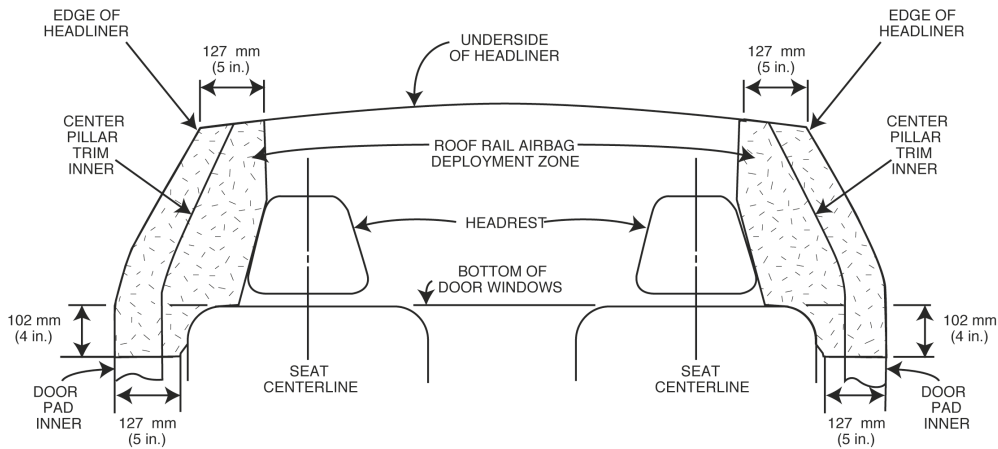 EDGE OF
HEADLINER
127 mm
(5 in.)
UNDERSIDE
OF HEADLINER
127 mm
(5 in.)
EDGE OF
HEADLINER
CENTER
PILLAR
TRIM
INNER
ROOF RAIL AIRBAG
DEPLOYMENT ZONE
CENTER
PILLAR
TRIM
INNER
HEADREST
BOTTOM OF
DOOR WINDOWS
102 mm
(4 in.)
102 mm
(4 in.)
SEAT
CENTERLINE
SEAT
CENTERLINE
DOOR
PAD
INNER
127 mm
(5 in.)
127 mm
(5 in.)
DOOR
PAD
INNER